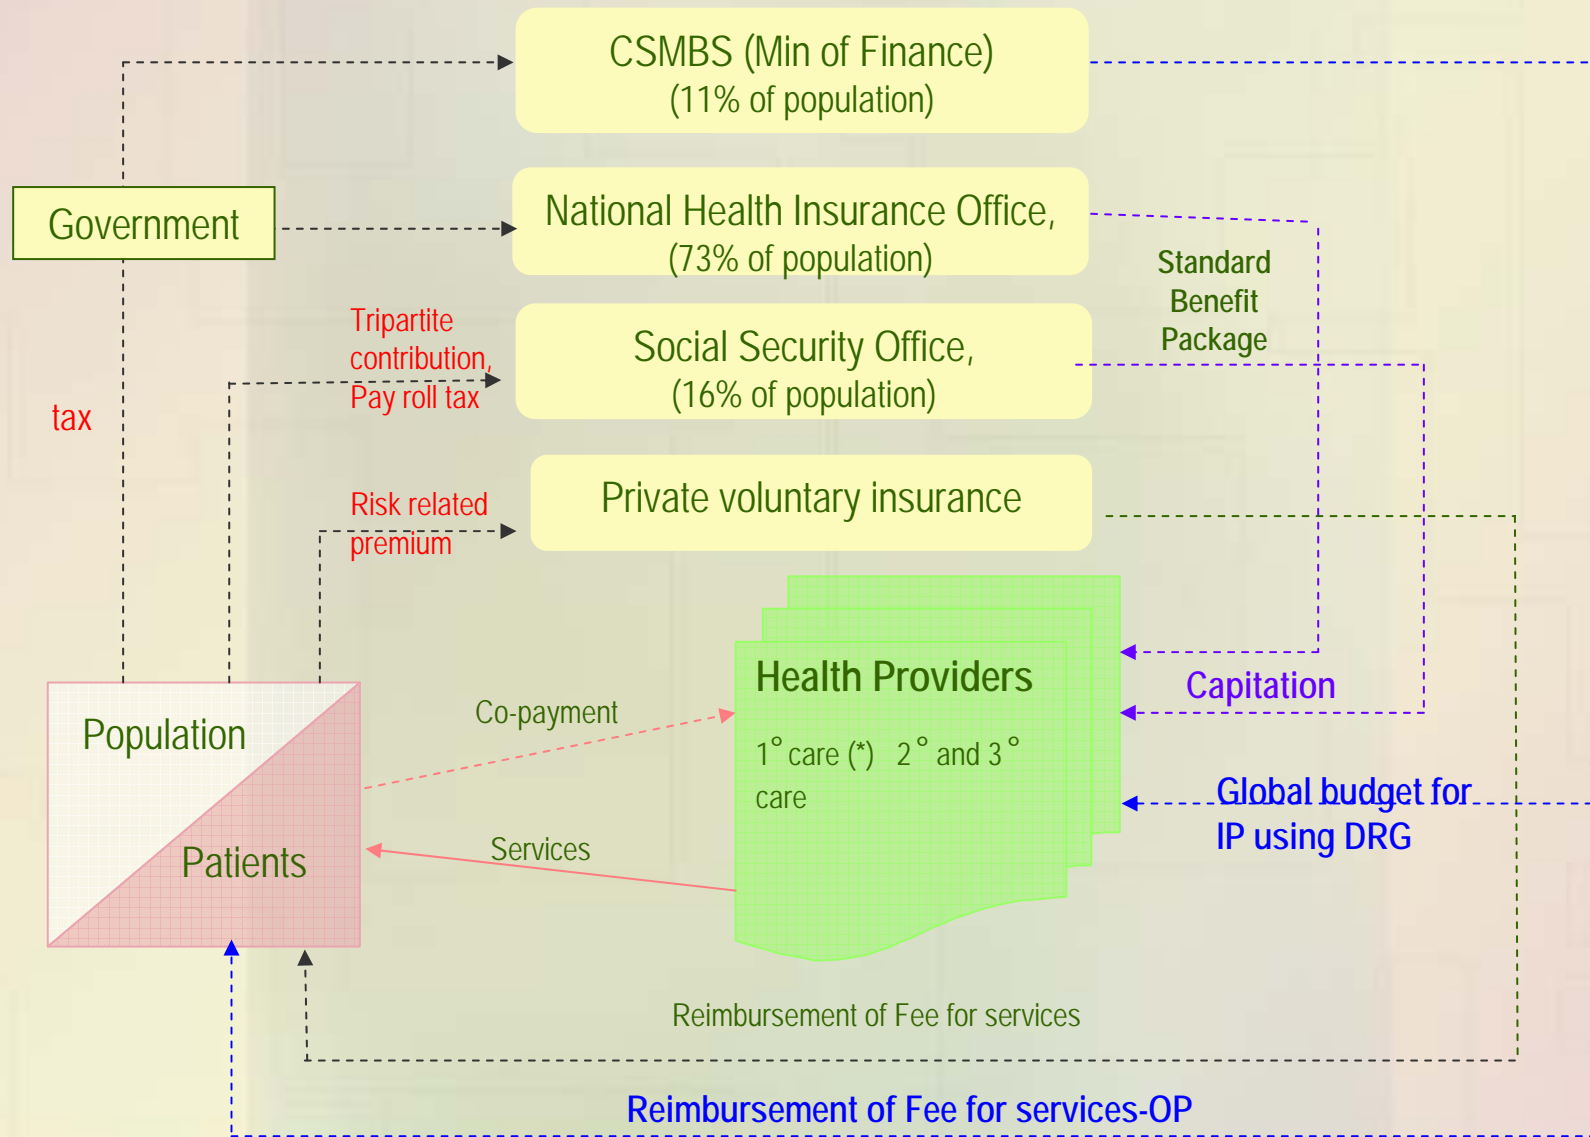 CSMBS (Min of Finance)
(11% of population)
Government
National Health Insurance Office,
(73% of population)
Standard
Benefit
Package
Tripartite
contribution,
Pay roll tax
Social Security Office,
(16% of population)
tax
Risk related
premium
Private voluntary insurance
Health Providers
1° care (*) 2° and 3°
care
Capitation
Population
Patients
Co-payment
Services
Global budget for
IP using DRG
Reimbursement of Fee for services
Reimbursement of Fee for services-OP